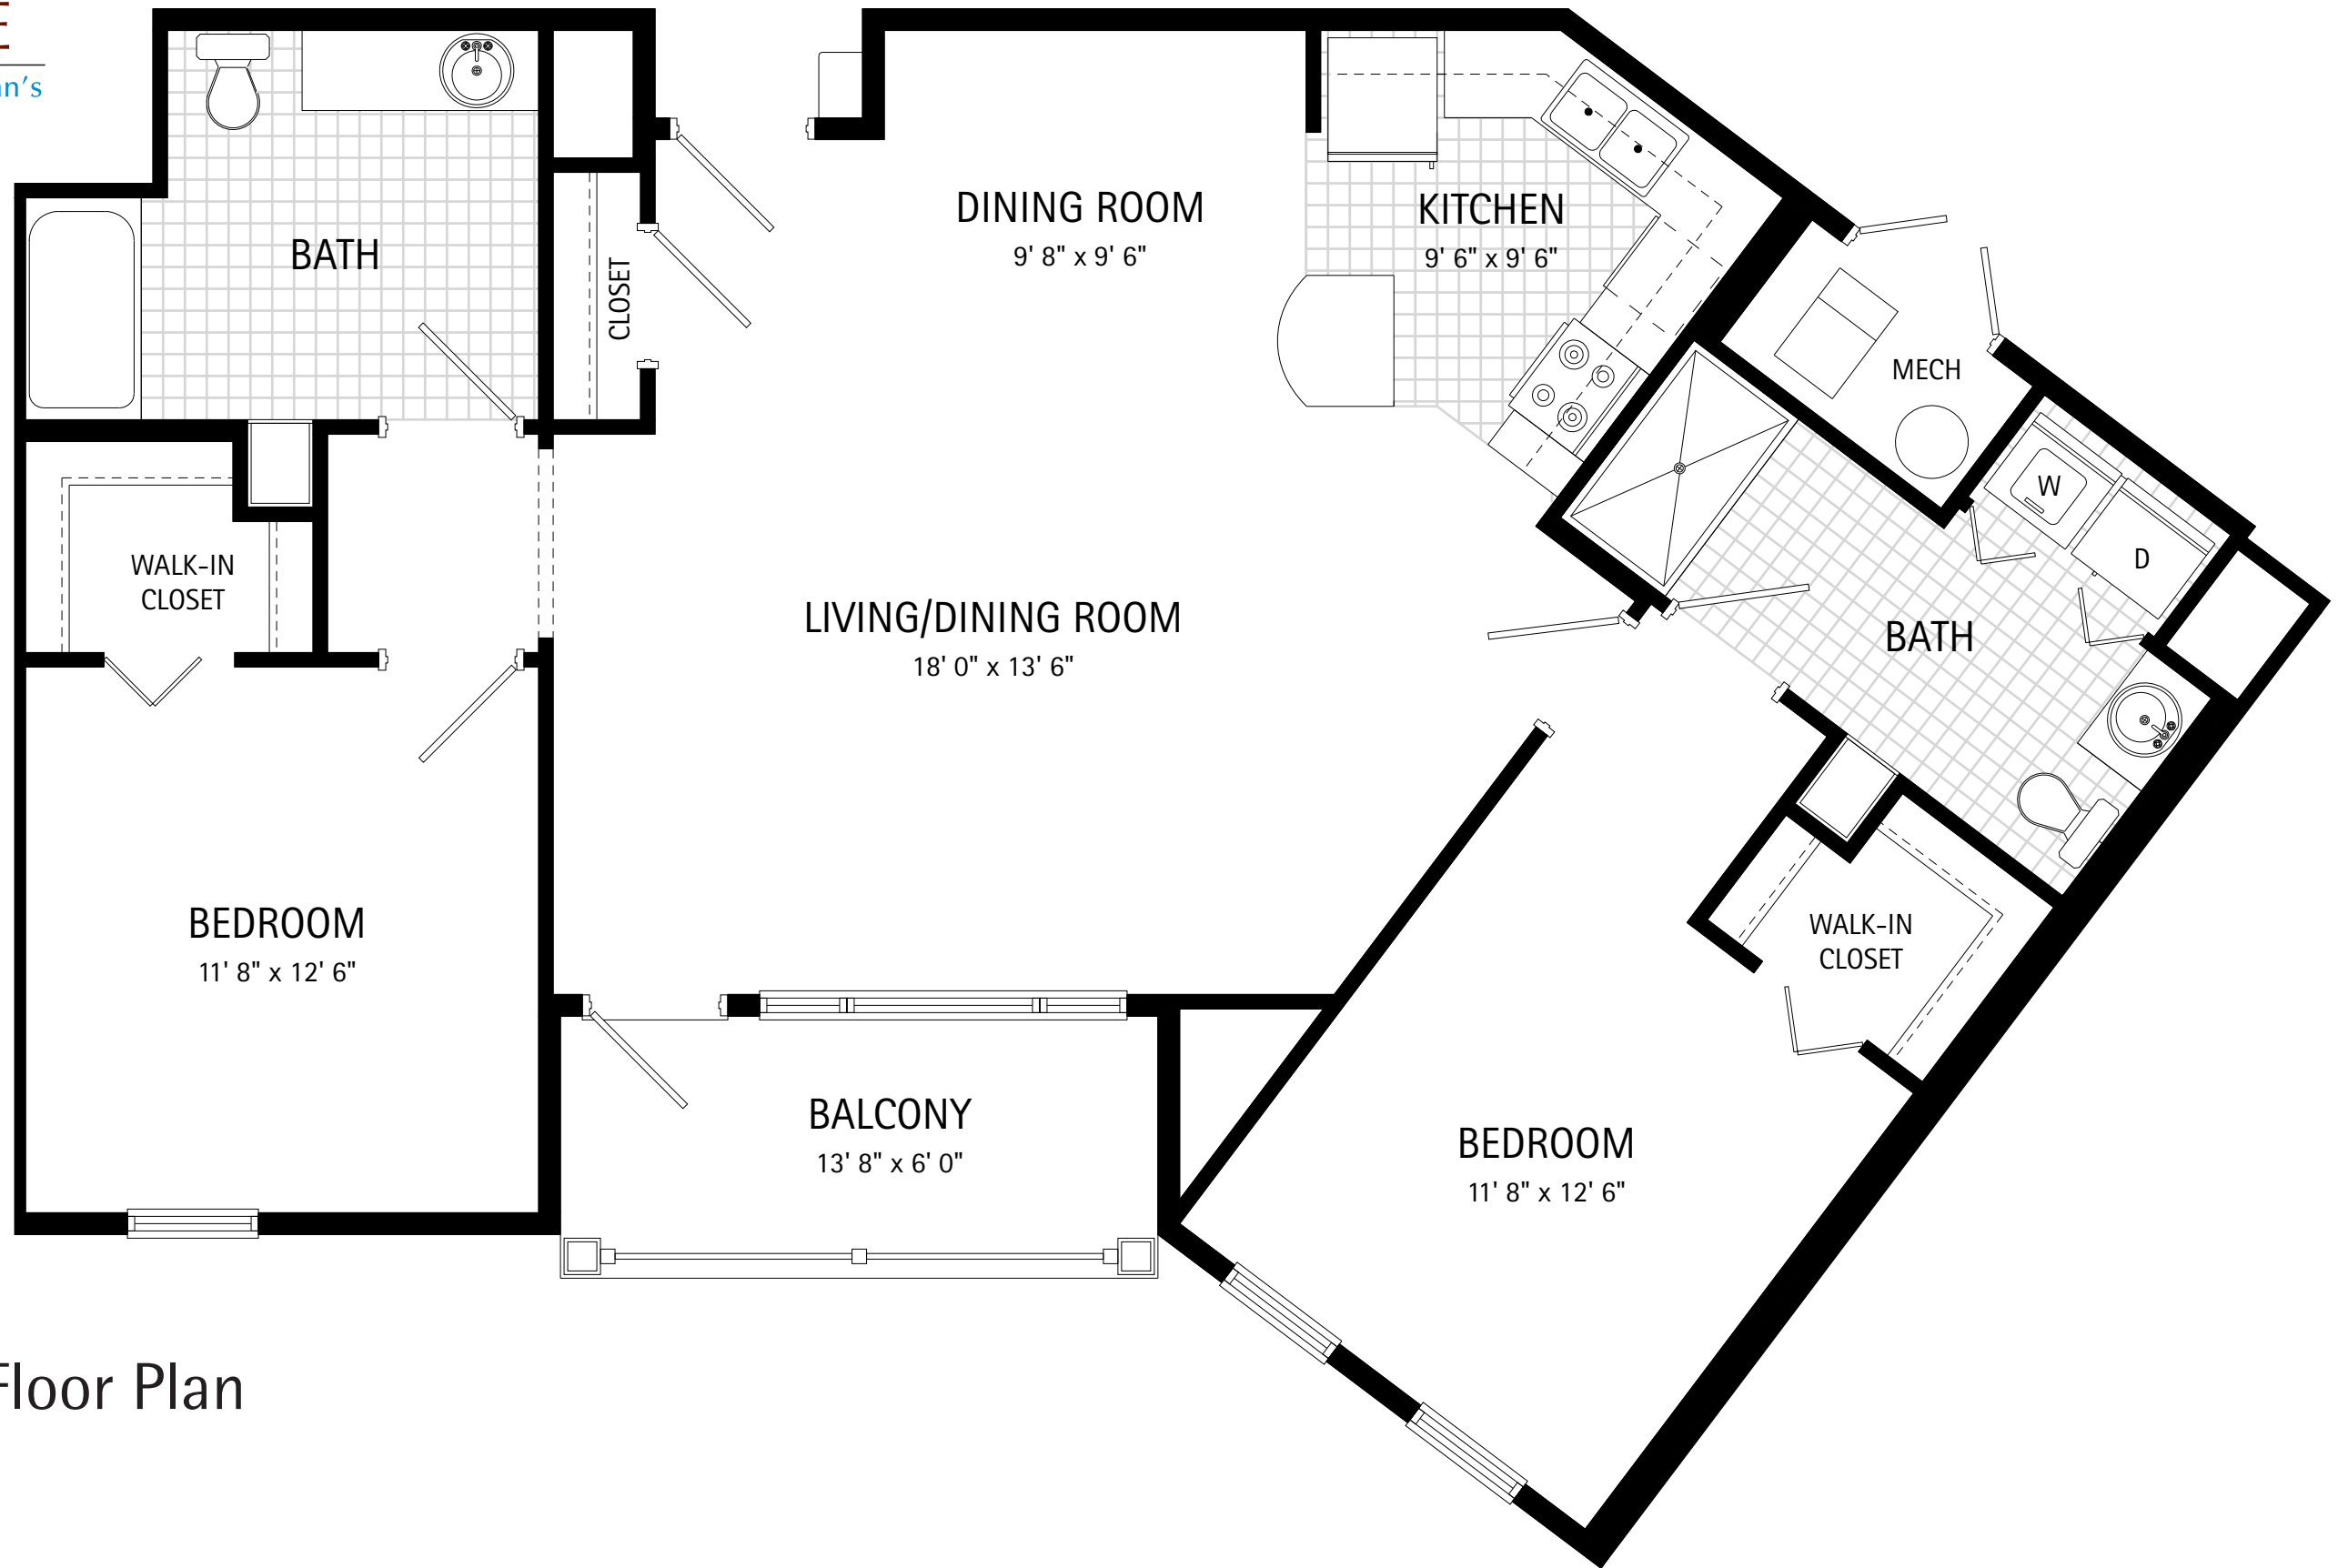 E
n's
BATH
CLOSET
DINING ROOM
9' 8" x 9' 6"
KITCHEN
9' 6" x 9' 6"
MECH
W
D
WALK-IN
CLOSET
LIVING/DINING ROOM
18' 0" x 13' 6"
BATH
BEDROOM
11' 8" x 12' 6"
WALK-IN
CLOSET
BALCONY
13' 8" x 6' 0"
BEDROOM
11' 8" x 12' 6"
Floor Plan